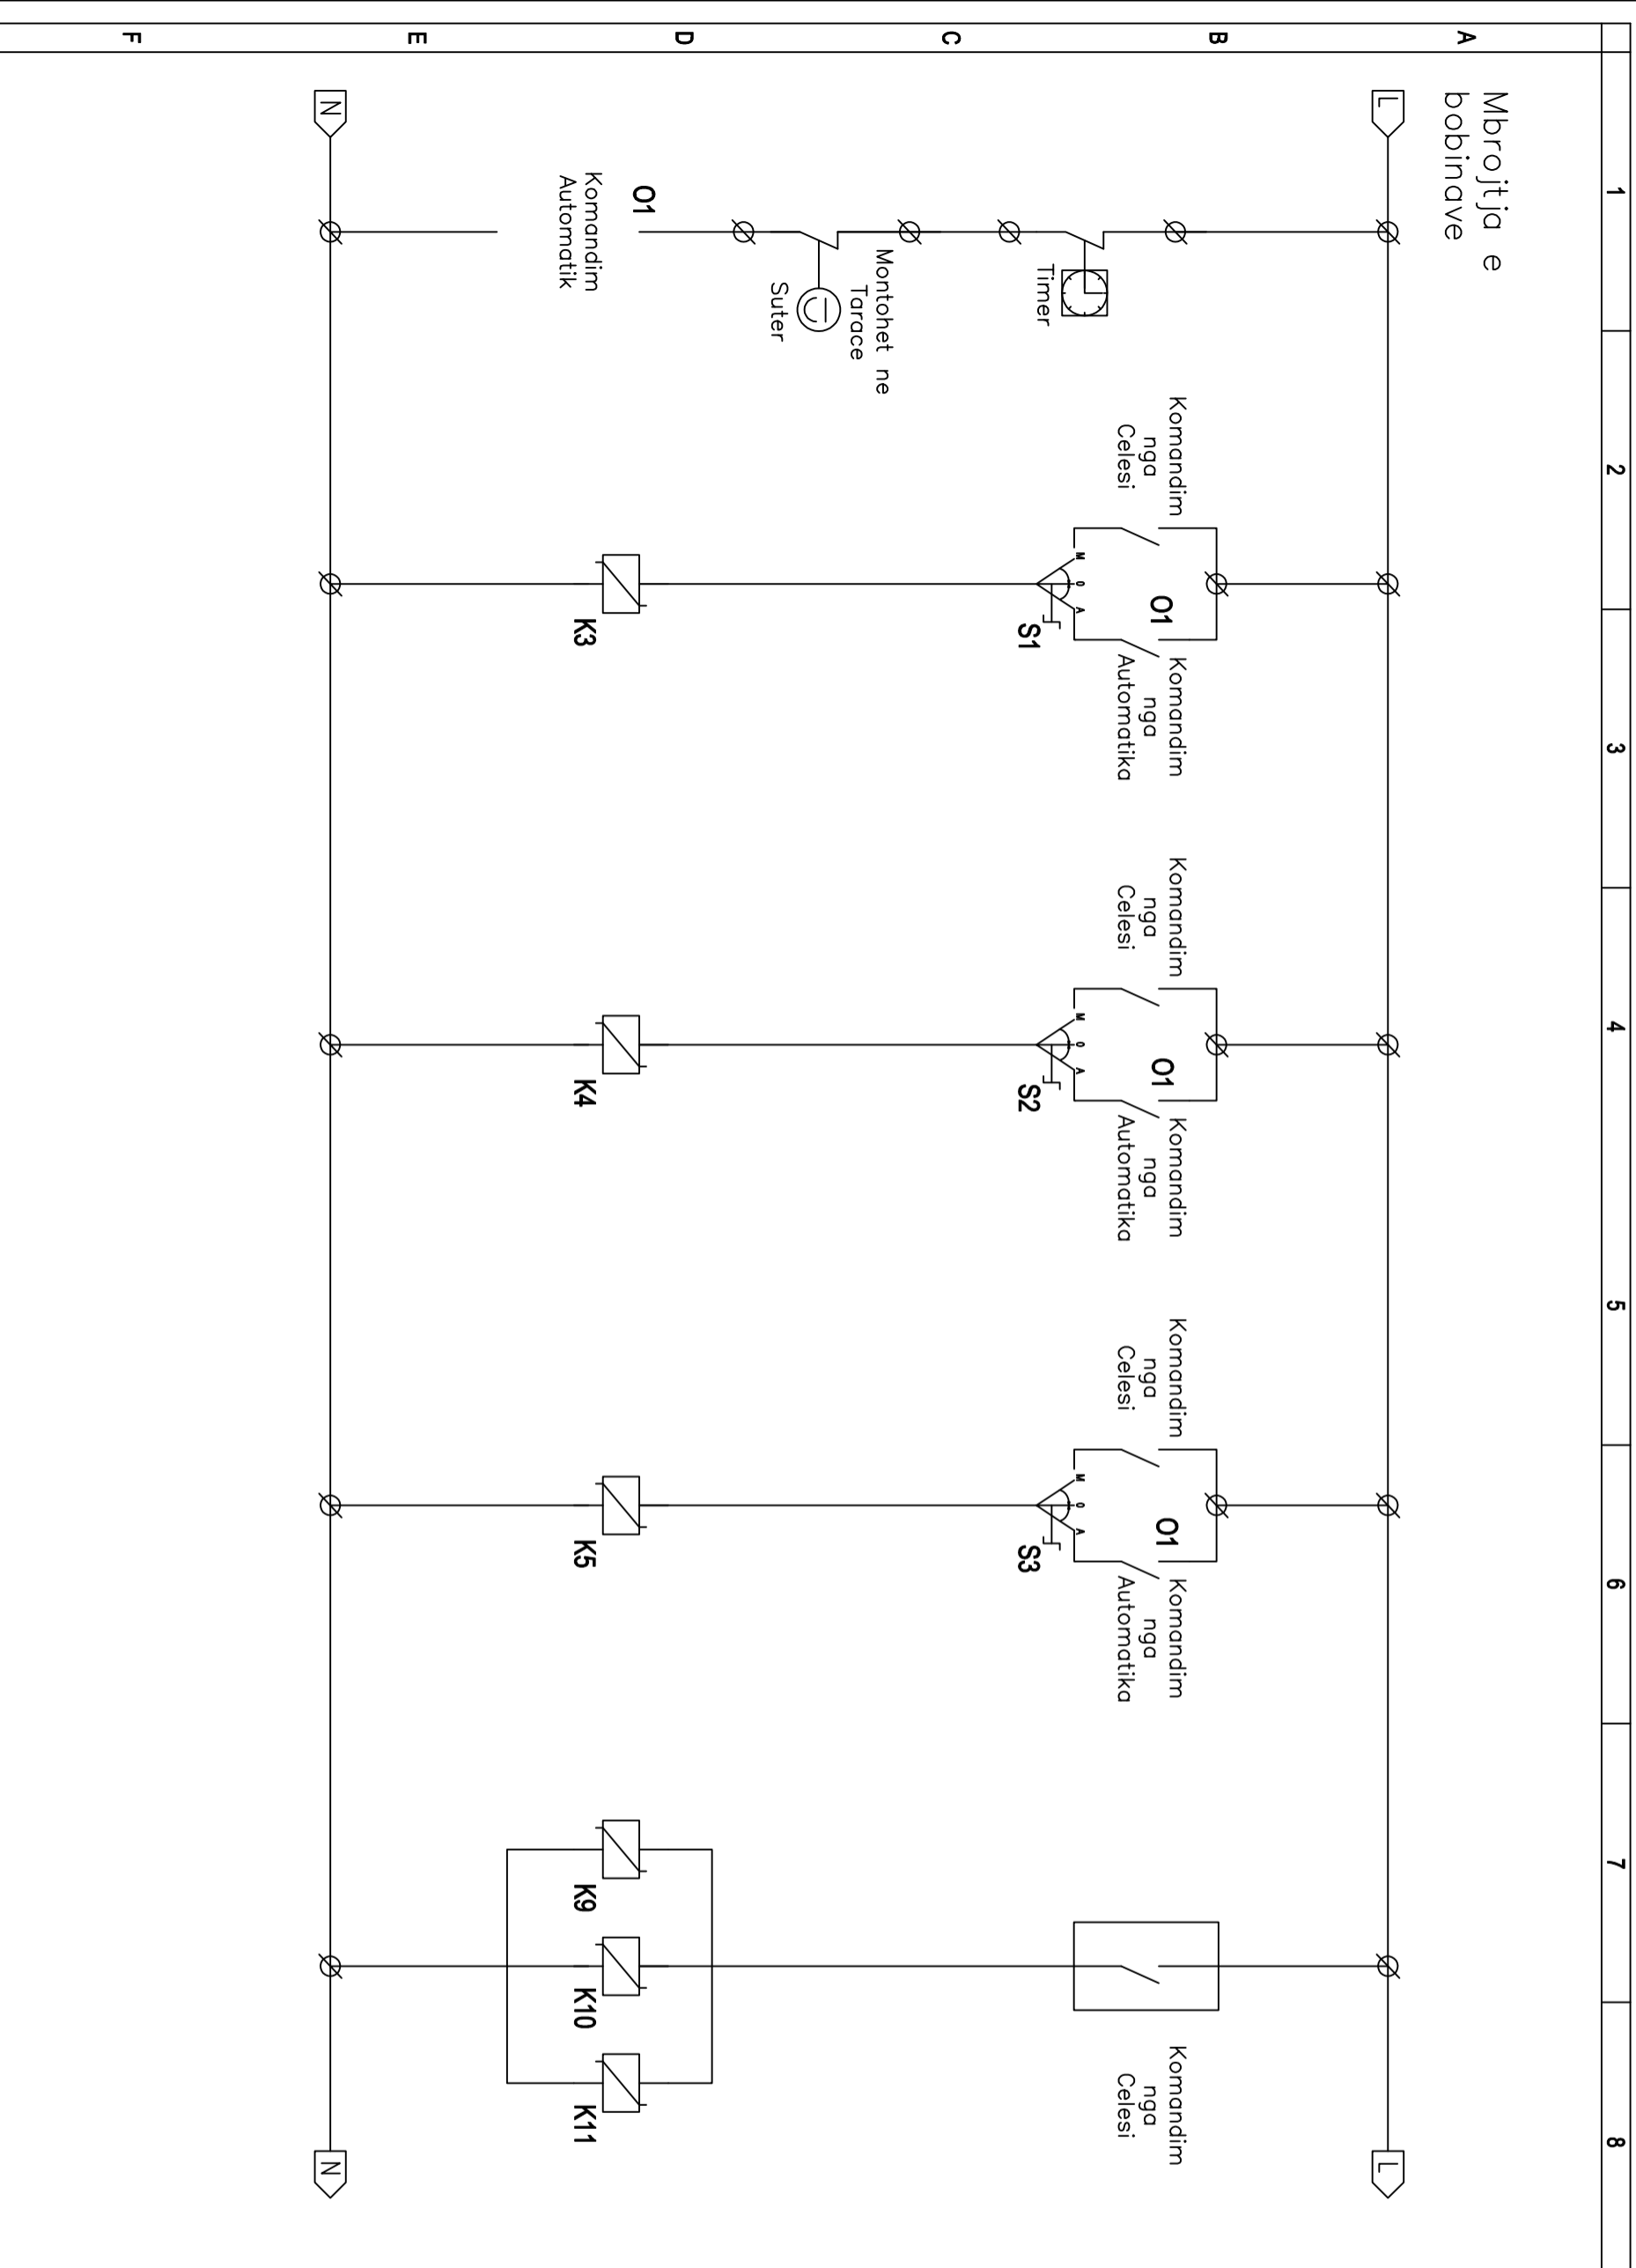 1
2
3
4
5
6
7
8
A
B
C
D
E
F
Mbrojtja e
bobinave
L
L
Timer
Montohet ne
Tarace
Suter
O1
Komandim
Automatik
Komandim
nga
Celesi
O1
Komandim
nga
Automatika
M O A
S1
K3
Komandim
nga
Celesi
O1
Komandim
nga
Automatika
M O A
S2
K4
Komandim
nga
Celesi
O1
Komandim
nga
Automatika
M O A
S3
K5
Komandim
nga
Celesi
K9
K10
K11
N
N